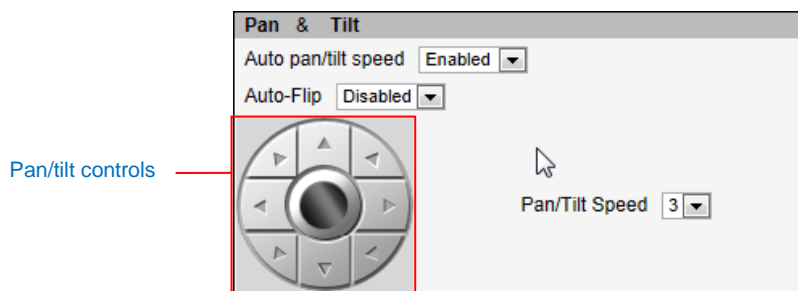 Pan & Tilt
Auto pan/tilt speed Enabled
Auto-Flip Disabled
Pan/tilt controls
Pan/Tilt Speed 3